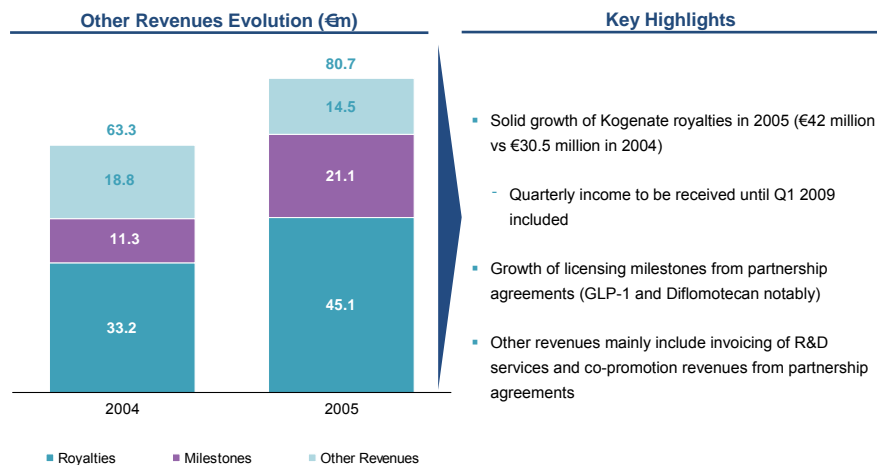 Other Revenues Evolution (€m)
80.7
14.5
63.3
18.8
21.1
11.3
45.1
33.2
2004
2005
Royalties
Milestones
Other Revenues
Key Highlights
Solid growth of Kogenate royalties in 2005 (€42 million
vs €30.5 million in 2004)
- Quarterly income to be received until Q1 2009
included
Growth of licensing milestones from partnership
agreements (GLP-1 and Diflomotecan notably)
Other revenues mainly include invoicing of R&D
services and co-promotion revenues from partnership
agreements